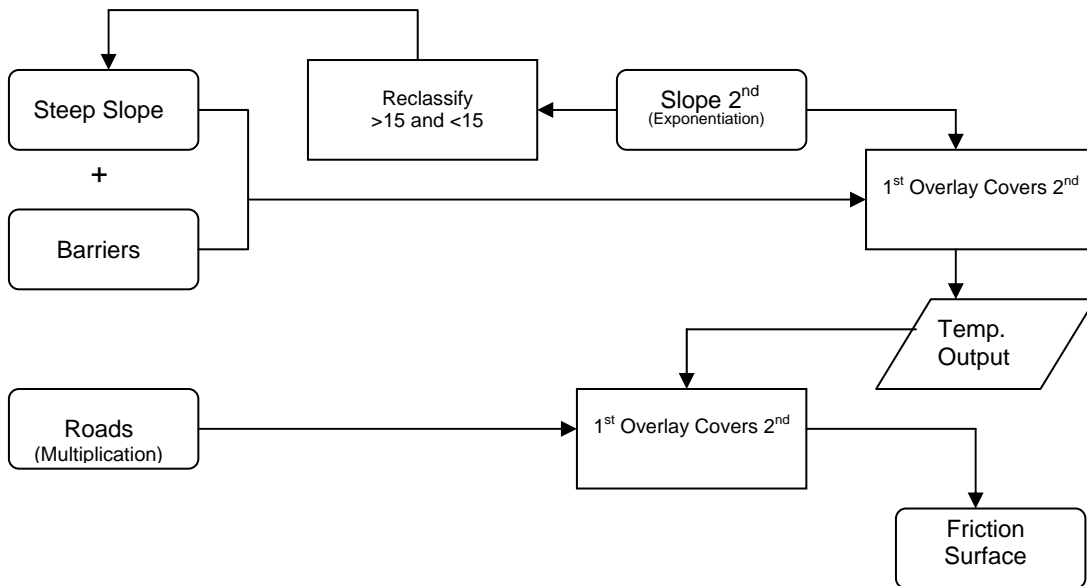 Steep Slope
Reclassify
>15 and <15
Slope 2nd
(Exponentiation)
+
1st Overlay Covers 2nd
Barriers
Temp.
Output
Roads
(Multiplication)
1st Overlay Covers 2nd
Friction
Surface